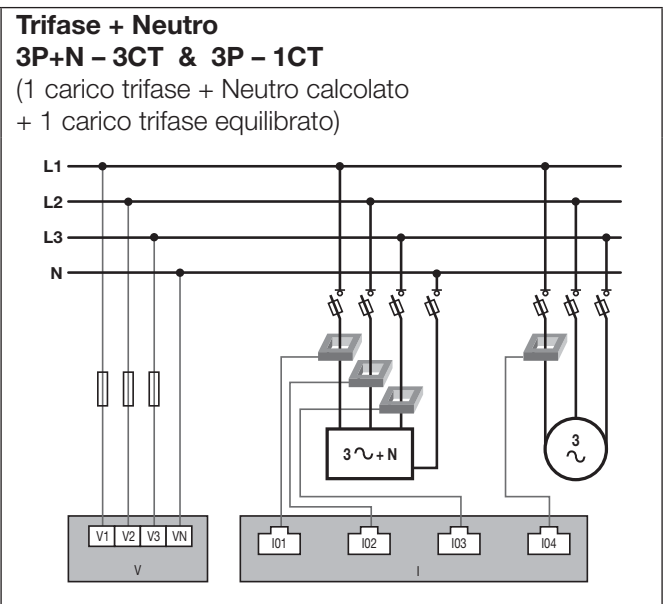 Trifase + Neutro
3P+N – 3CT & 3P – 1CT
(1 carico trifase + Neutro calcolato
+ 1 carico trifase equilibrato)
L1
L2
L3
N
3 ∿ + N
3
∿
V1 V2 V3 VN
V
I01 I02 I03 I04
I